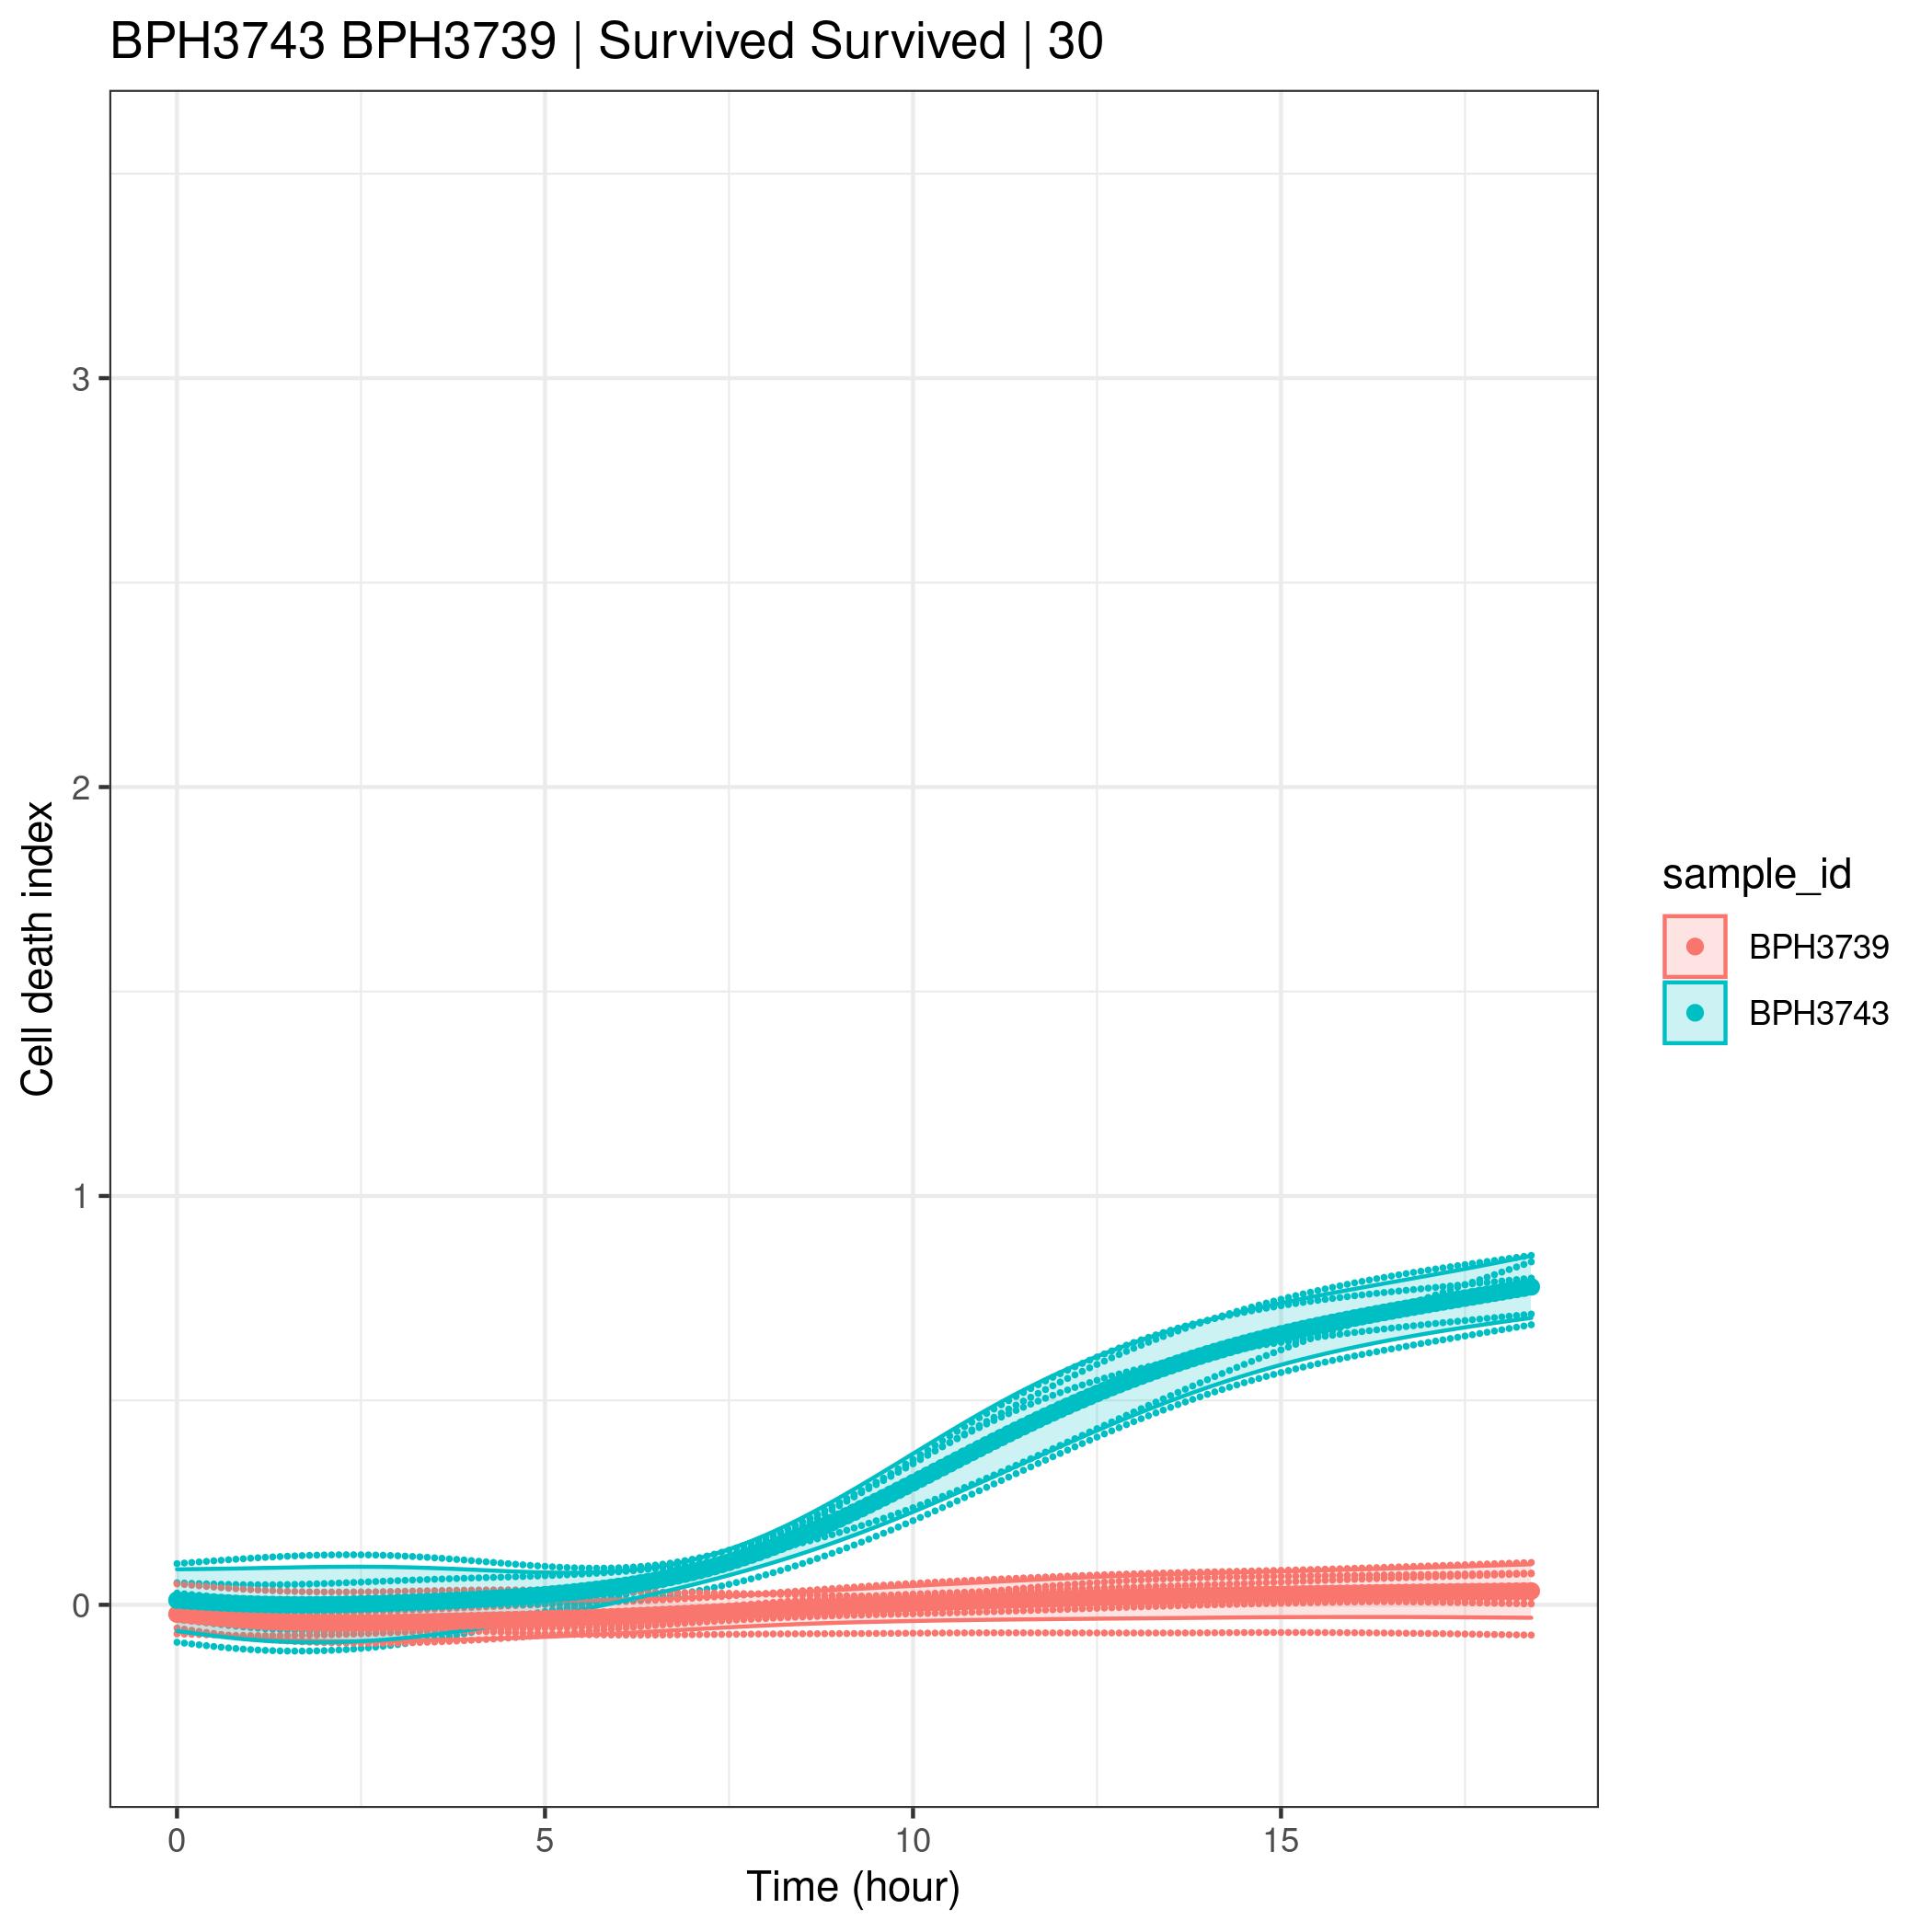 BPH3743 BPH3739 | Survived Survived | 30
Cell death index
3
2
1
0
0 5 10 15
Time (hour)
sample_id
BPH3739
BPH3743